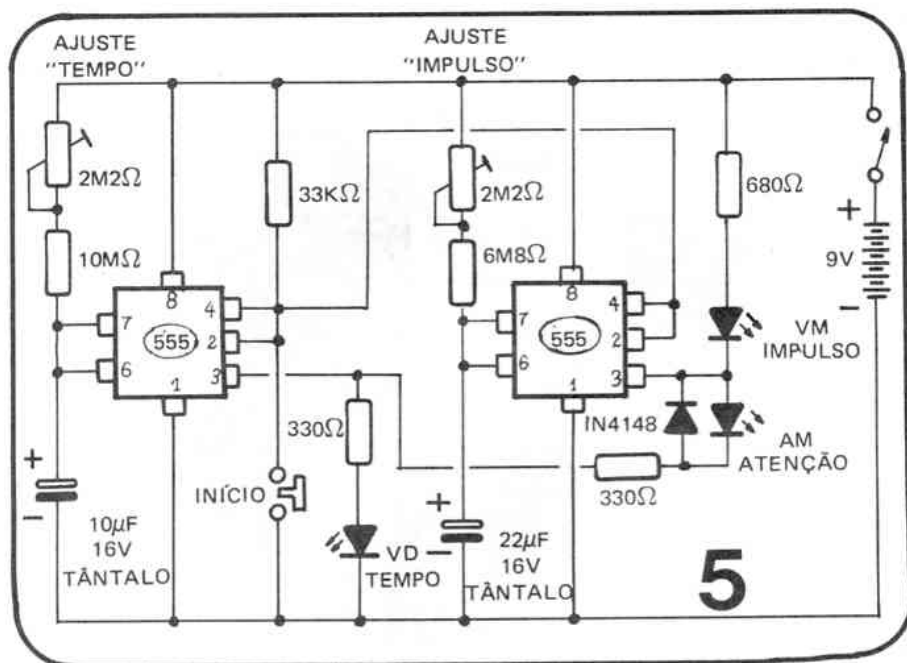 AJUSTE
"TEMPO"
AJUSTE
"IMPULSO"
2M2Ω
10MΩ
33KΩ
2M2Ω
6M8Ω
680Ω
+
9V
−
8
7
4
555
2
6
3
1
8
7
4
555
2
6
3
1
VM
IMPULSO
IN4148
AM
ATENÇÃO
330Ω
330Ω
INÍCIO
+
−
10µF
16V
TÂNTALO
VD
TEMPO
+
−
22µF
16V
TÂNTALO
5